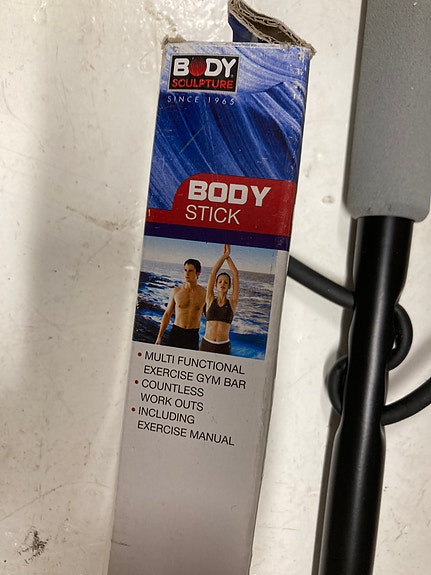 BODY
SCULPTURE
SINCE 1965
BODY
STICK
• MULTI FUNCTIONAL
EXERCISE GYM BAR
• COUNTLESS
WORK OUTS
• INCLUDING
EXERCISE MANUAL